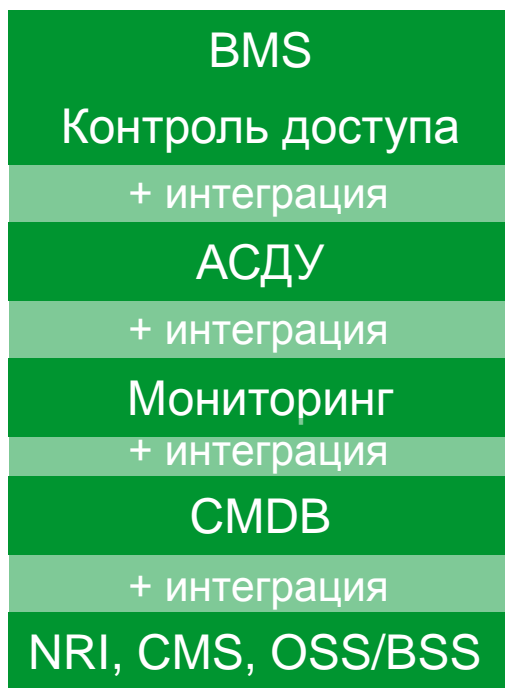 BMS
Контроль доступа
+ интеграция
АСДУ
+ интеграция
Мониторинг
+ интеграция
CMDB
+ интеграция
NRI, CMS, OSS/BSS